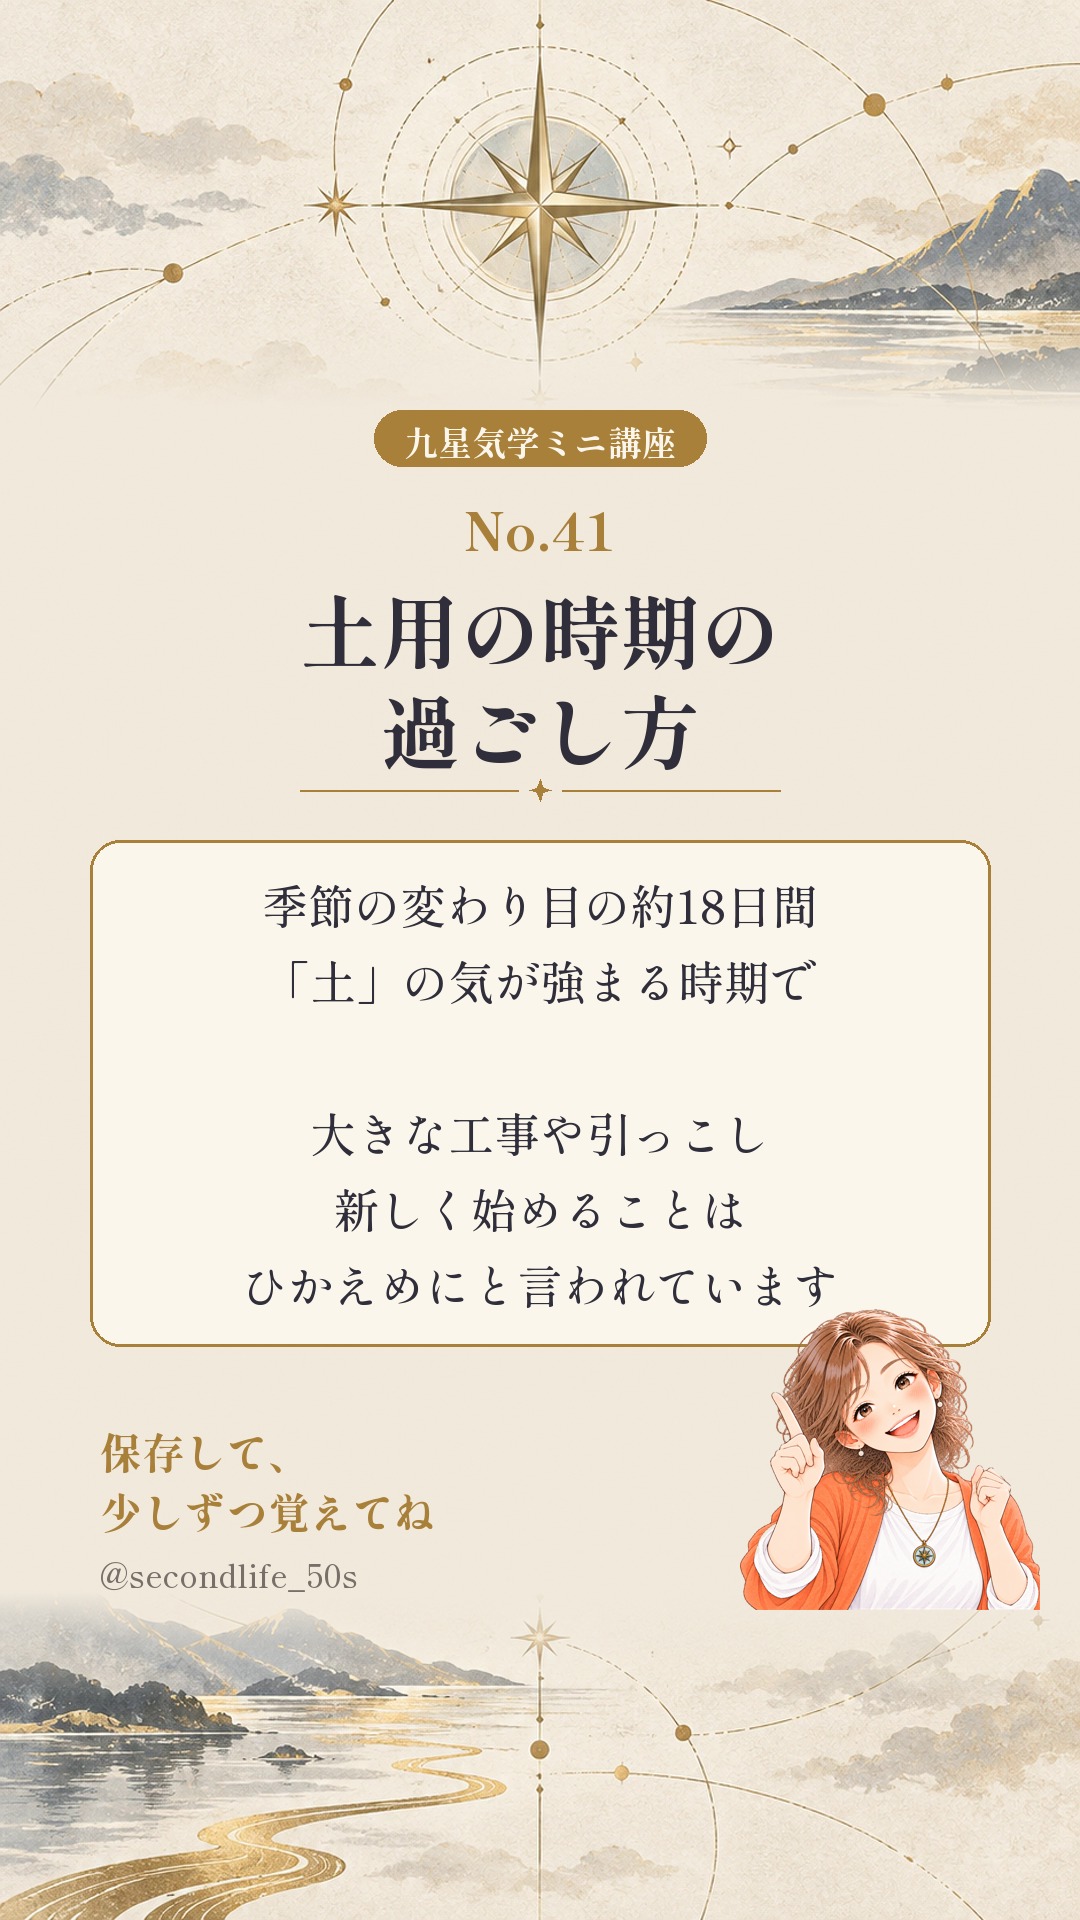 九星気学ミニ講座
No.41
土用の時期の
過ごし方
季節の変わり目の約18日間
「土」の気が強まる時期で
大きな工事や引っこし
新しく始めることは
ひかえめにと言われています
保存して、
少しずつ覚えてね
@secondlife_50s